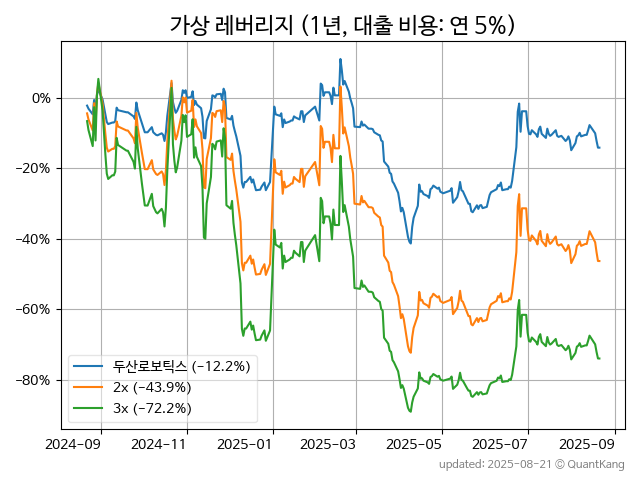 가상 레버리지 (1년, 대출 비용: 연 5%)
0%
−20%
−40%
−60%
−80%
두산로보틱스 (−12.2%)
2x (−43.9%)
3x (−72.2%)
2024-09
2024-11
2025-01
2025-03
2025-05
2025-07
2025-09
updated: 2025-08-21 © QuantKang